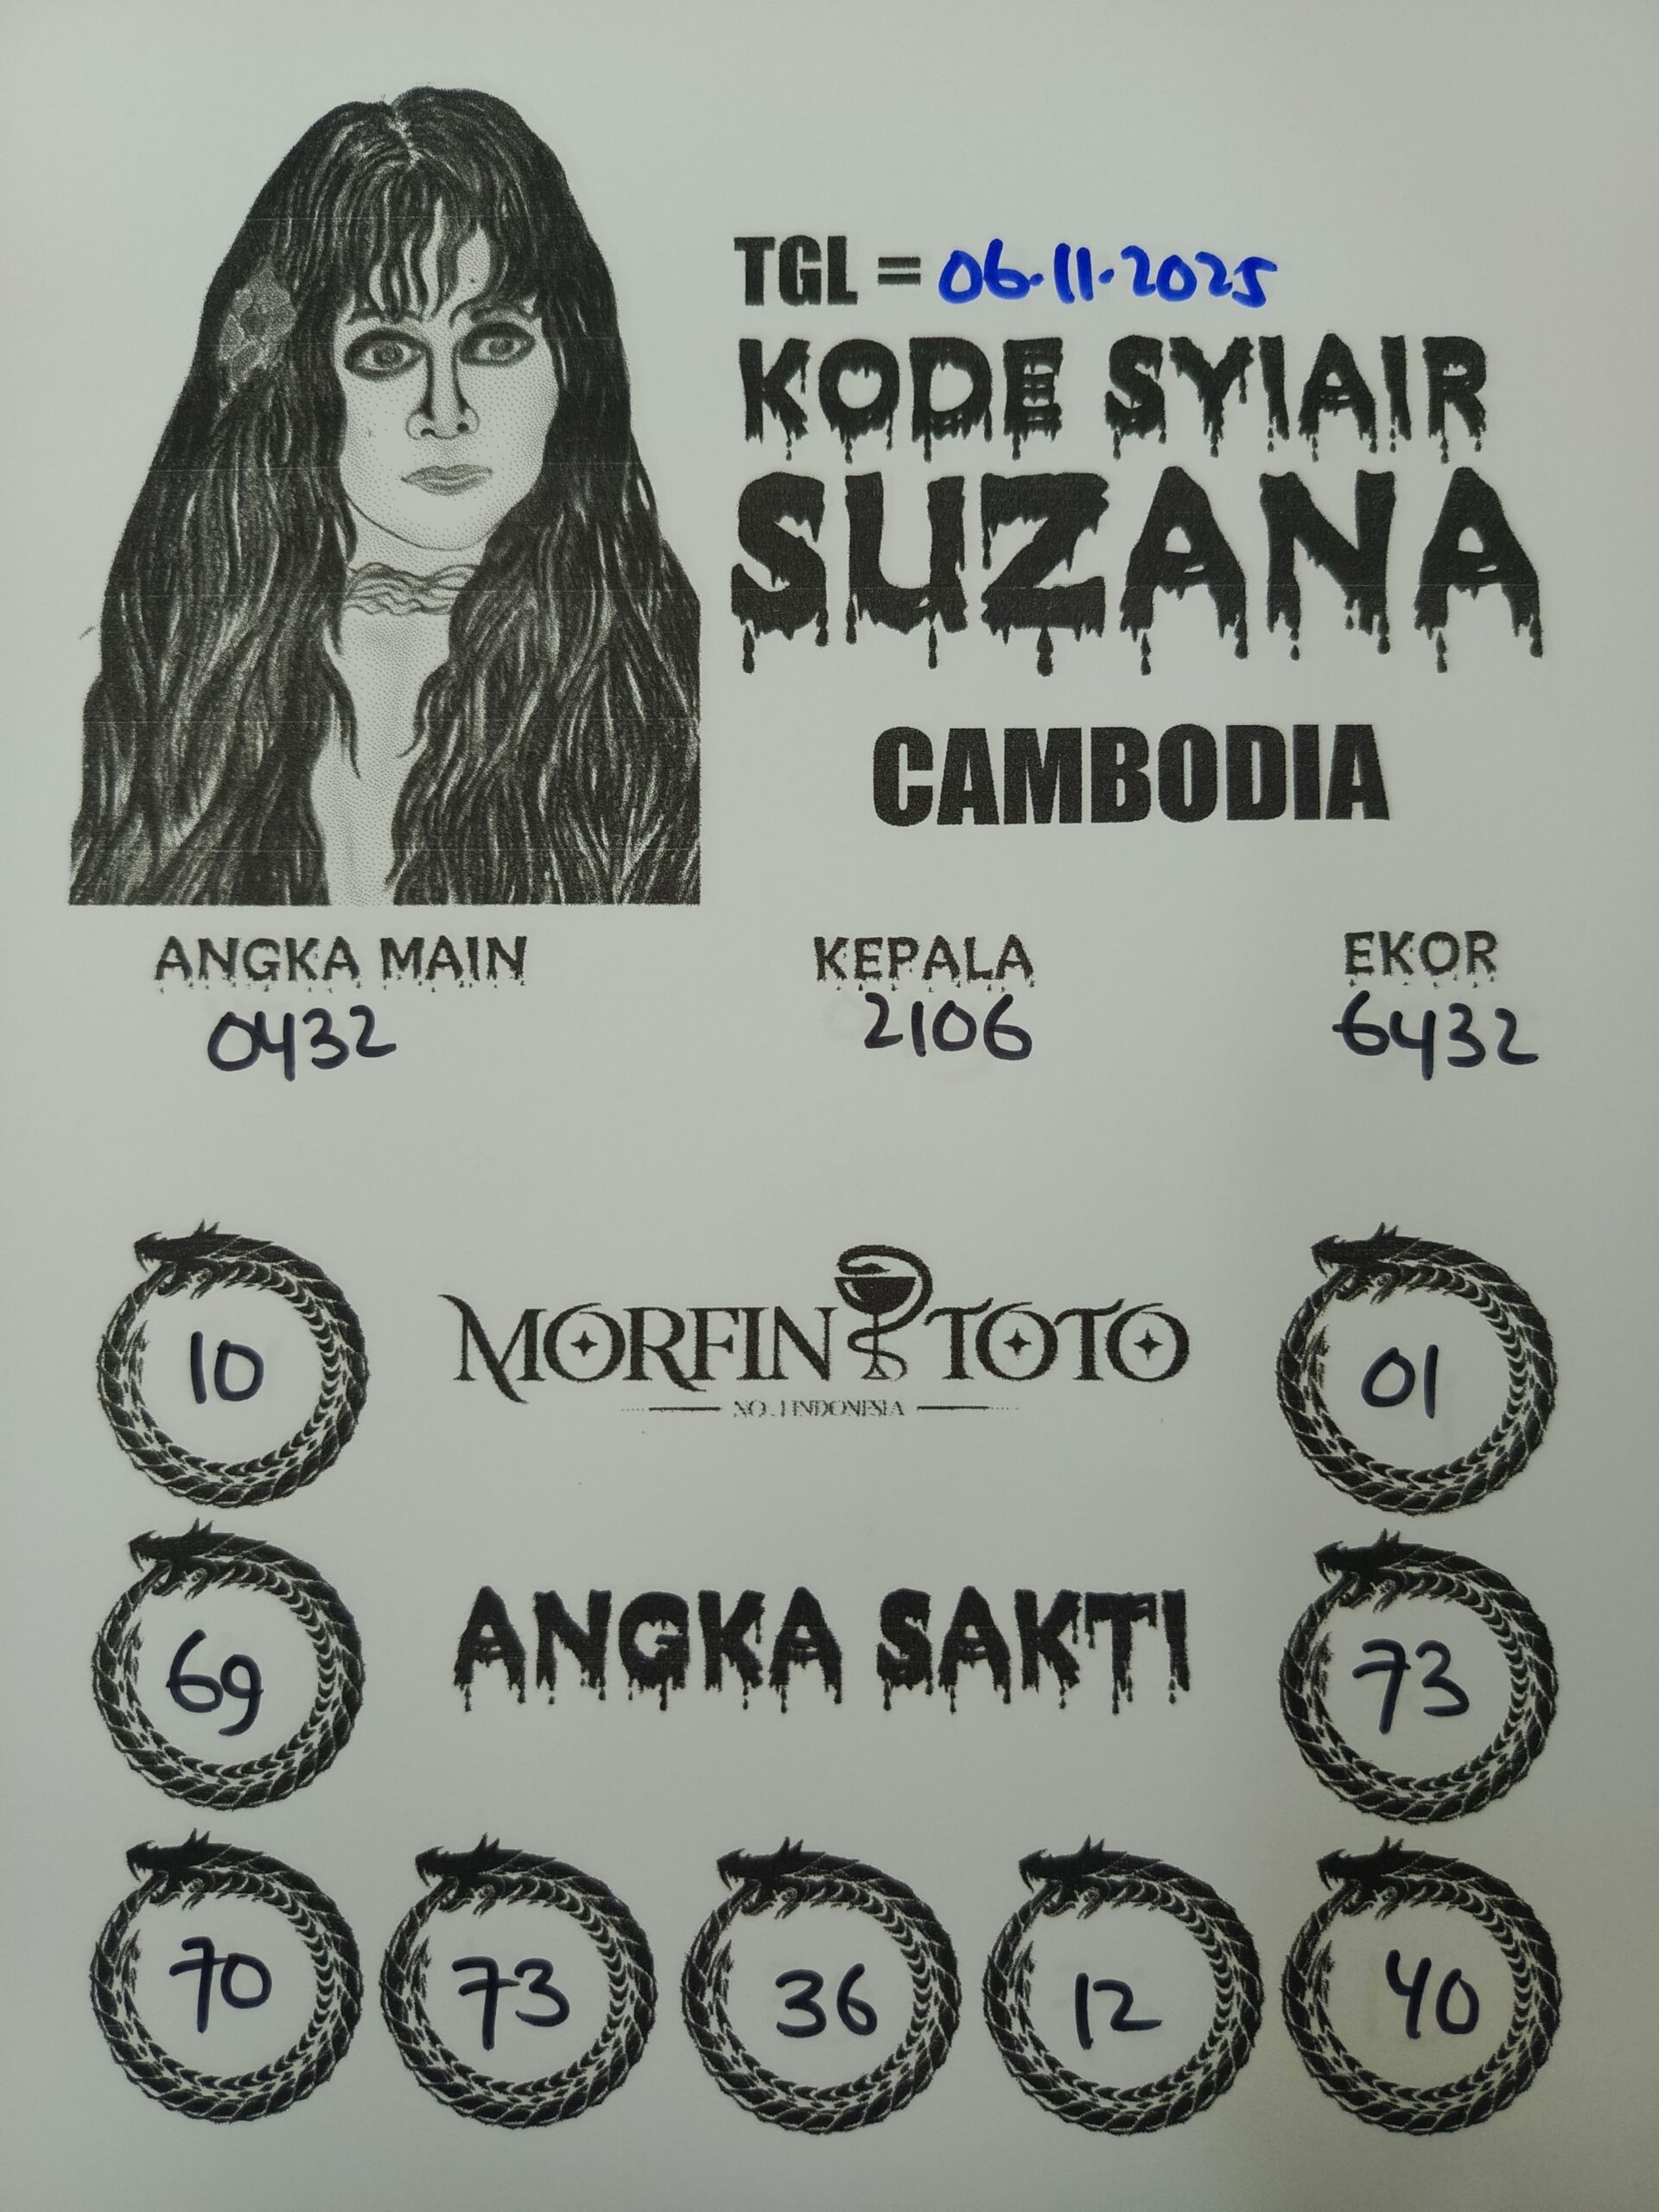 TGL = 06.11.2025
KODE SYIAIR
SUZANA
CAMBODIA
ANGKA MAIN KEPALA EKOR
0432 2106 6432
10 MORFIN TOTO 01
NO.1 INDONESIA
69 ANGKA SAKTI 73
70 73 36 12 40